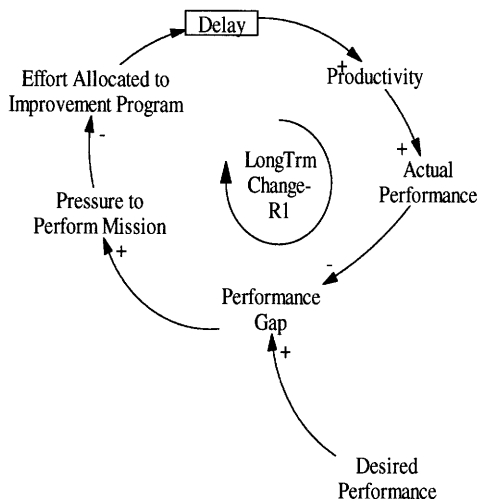 Delay
+
Productivity
Effort Allocated to
Improvement Program
-
+
LongTrm
Change-
R1
Actual
Performance
Pressure to
Perform Mission
+
-
Performance
Gap
+
Desired
Performance